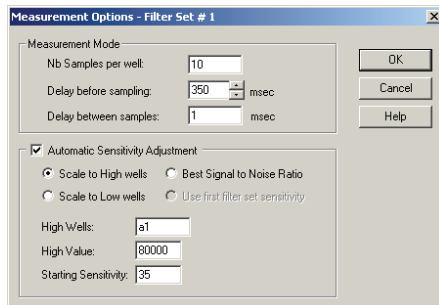 Measurement Options - Filter Set # 1
Measurement Mode
Nb Samples per well: 10
Delay before sampling: 350 msec
Delay between samples: 1 msec
OK
Cancel
Help
Automatic Sensitivity Adjustment
Scale to High wells Best Signal to Noise Ratio
Scale to Low wells Use first filter set sensitivity
High Wells: a1
High Value: 80000
Starting Sensitivity: 35